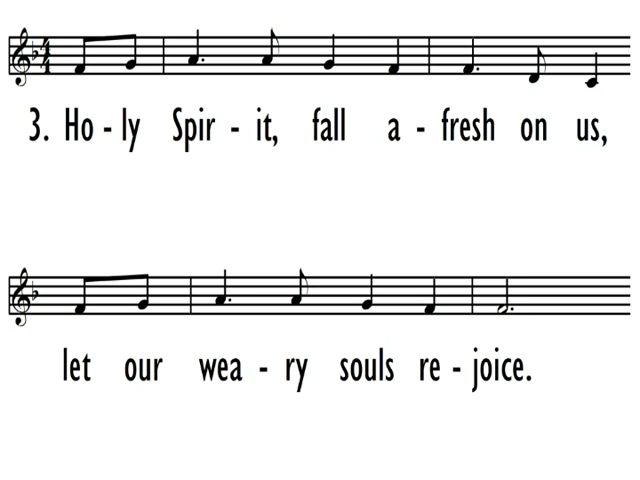 3. Ho - ly Spir - it, fall a - fresh on us,
let our wea - ry souls re - joice.